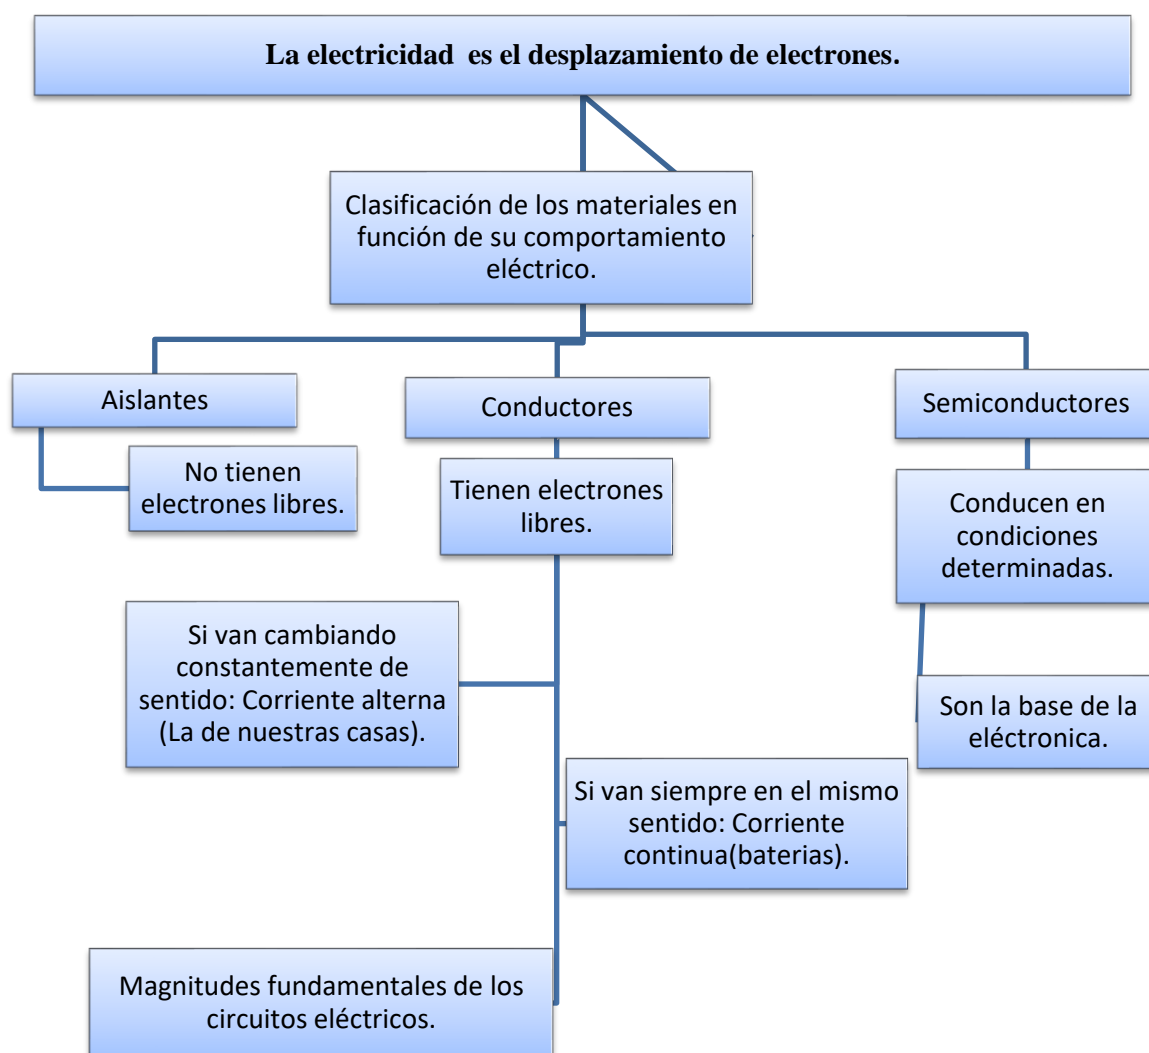 La electricidad  es el desplazamiento de electrones.
Clasificación de los materiales en
función de su comportamiento
eléctrico.
Aislantes
No tienen
electrones libres.
Conductores
Tienen electrones
libres.
Si van cambiando
constantemente de
sentido: Corriente alterna
(La de nuestras casas).
Si van siempre en el mismo
sentido: Corriente
continua(baterias).
Magnitudes fundamentales de los
circuitos eléctricos.
Semiconductores
Conducen en
condiciones
determinadas.
Son la base de la
eléctronica.